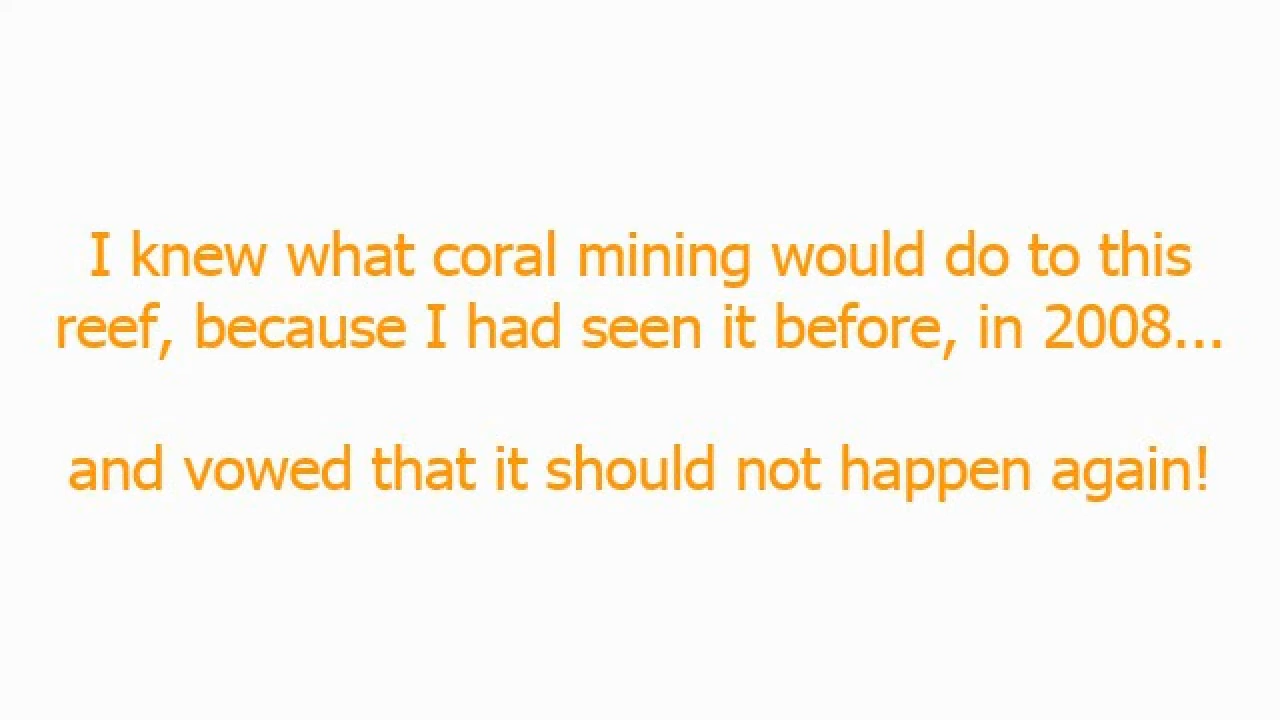 I knew what coral mining would do to this
reef, because I had seen it before, in 2008...
and vowed that it should not happen again!